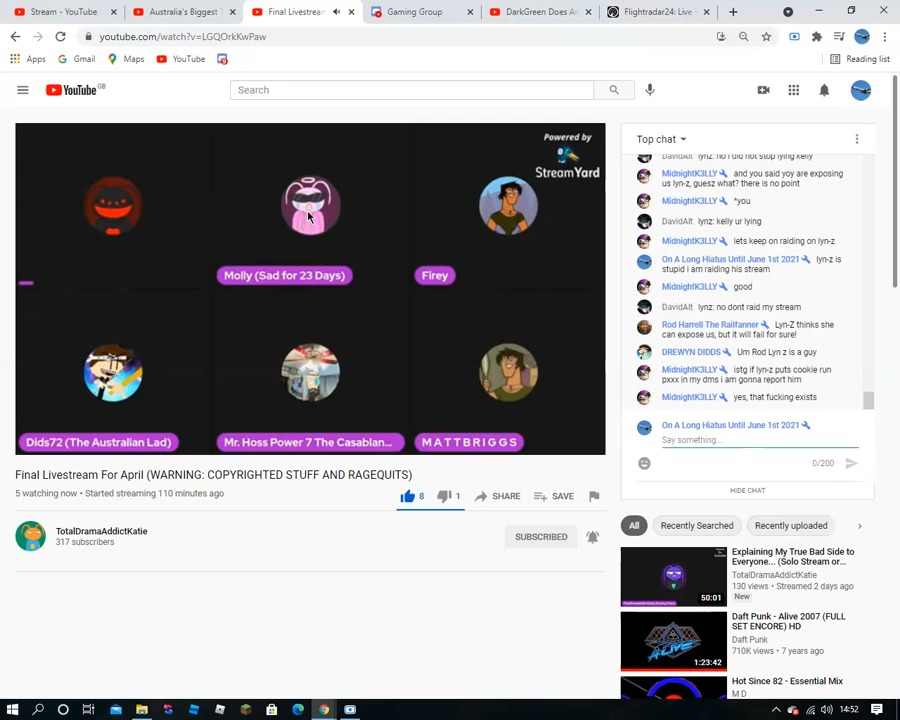 Stream - YouTube
Australia's Biggest T
Final Livestream
Gaming Group
DarkGreen Does A
Flightradar24: Live
youtube.com/watch?v=LGQOrkKwPaw
Apps
Gmail
Maps
YouTube
Reading list
YouTube GB
Search
Powered by
StreamYard
Molly (Sad for 23 Days)
Firey
Dids72 (The Australian Lad)
Mr. Hoss Power 7 The Casablan...
M A T T B R I G G S
Top chat
DavidAlt lynz: no i did not stop lying kelly
MidnightK3LLY and you said yoy are exposing
us lyn-z, guesz what? there is no point
MidnightK3LLY *you
DavidAlt lynz: kelly ur lying
MidnightK3LLY lets keep on raiding on lyn-z
On A Long Hiatus Until June 1st 2021 lyn-z is
stupid i am raiding his stream
MidnightK3LLY good
DavidAlt lynz: no dont raid my stream
Rod Harrell The Railfanner Lyn-Z thinks she
can expose us, but it will fail for sure!
DREWYN DIDDS Um Rod Lyn z is a guy
MidnightK3LLY istg if lyn-z puts cookie run
pxxx in my dms i am gonna report him
MidnightK3LLY yes, that fucking exists
On A Long Hiatus Until June 1st 2021
Say something...
0/200
HIDE CHAT
Final Livestream For April (WARNING: COPYRIGHTED STUFF AND RAGEQUITS)
5 watching now • Started streaming 110 minutes ago
8
1
SHARE
SAVE
TotalDramaAddictKatie
317 subscribers
SUBSCRIBED
All
Recently Searched
Recently uploaded
Explaining My True Bad Side to
Everyone... (Solo Stream or...
TotalDramaAddictKatie
130 views • Streamed 2 days ago
New
50:01
Daft Punk - Alive 2007 (FULL
SET ENCORE) HD
Daft Punk
710K views • 7 years ago
1:23:42
Hot Since 82 - Essential Mix
M D
14:52